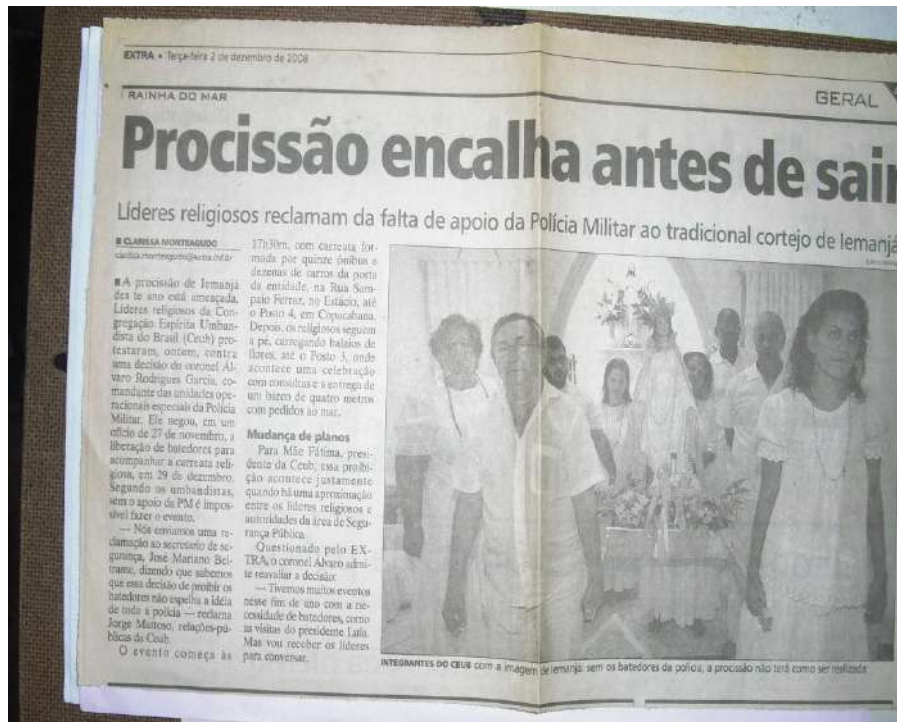 EXTRA • Terça-feira 2 de dezembro de 2008
RAINHA DO MAR
GERAL
Procissão encalha antes de sair
Líderes religiosos reclamam da falta de apoio da Polícia Militar ao tradicional cortejo de Iemanjá
CLARISSA MONTEAGUDO
clarissa.monteagudo@extra.inf.br
A procissão de Iemanjá
des te ano está ameaçada.
Líderes religiosos da Con-
gregação Espírita Umban-
dista do Brasil (Ceub) pro-
testaram, ontem, contra
uma decisão do coronel Ál-
varo Rodrigues Garcia, co-
mandante das unidades ope-
racionais especiais da Polícia
Militar. Ele negou, em um
ofício de 27 de novembro, a
liberação de batedores para
acompanhar a carreata reli-
giosa, em 29 de dezembro.
Segundo os umbandistas,
sem o apoio da PM é impos-
sível fazer o evento.
— Nós enviamos uma re-
clamação ao secretário de se-
gurança, José Mariano Bel-
trame, dizendo que sabemos
que essa decisão de proibir os
batedores não espelha a idéia
de toda a polícia — reclama
Jorge Mattoso, relações-pú-
blicas da Ceub.
O evento começa às
17h30m, com carreata for-
mada por quinze ônibus e
dezenas de carros da porta
da entidade, na Rua Sam-
paio Ferraz, no Estácio, até
o Posto 4, em Copacabana.
Depois, os religiosos seguem
a pé, carregando balaios de
flores, até o Posto 3, onde
acontece uma celebração
com consultas e a entrega de
um barco de quatro metros
com pedidos ao mar.
Mudança de planos
Para Mãe Fátima, presi-
dente da Ceub, essa proibi-
ção acontece justamente
quando há uma aproximação
entre os líderes religiosos e
autoridades da área de Segu-
rança Pública.
Questionado pelo EX-
TRA, o coronel Álvaro admi-
te reavaliar a decisão:
— Tivemos muitos eventos
nesse fim de ano com a ne-
cessidade de batedores, como
as visitas do presidente Lula.
Mas vou receber os líderes
para conversar.
INTEGRANTES DO CEUB com a imagem de Iemanjá: sem os batedores da polícia, a procissão não terá como ser realizada